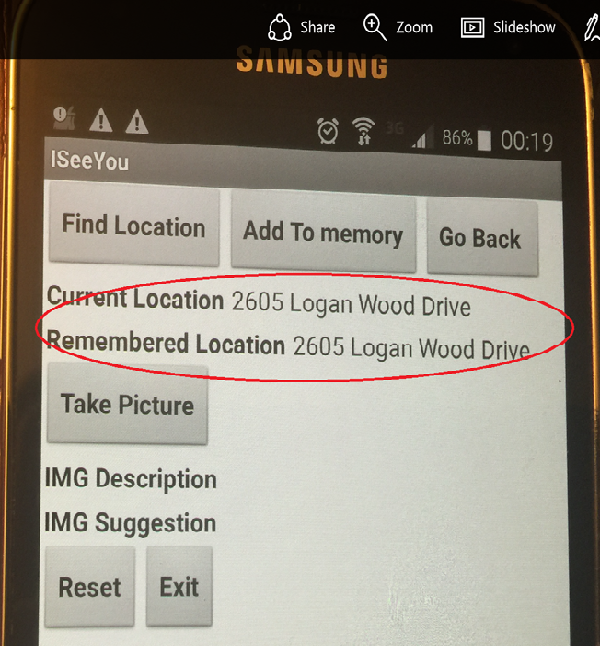 Share Zoom Slideshow
SAMSUNG
3G 86% 00:19
ISeeYou
Find Location Add To memory Go Back
Current Location 2605 Logan Wood Drive
Remembered Location 2605 Logan Wood Drive
Take Picture
IMG Description
IMG Suggestion
Reset Exit